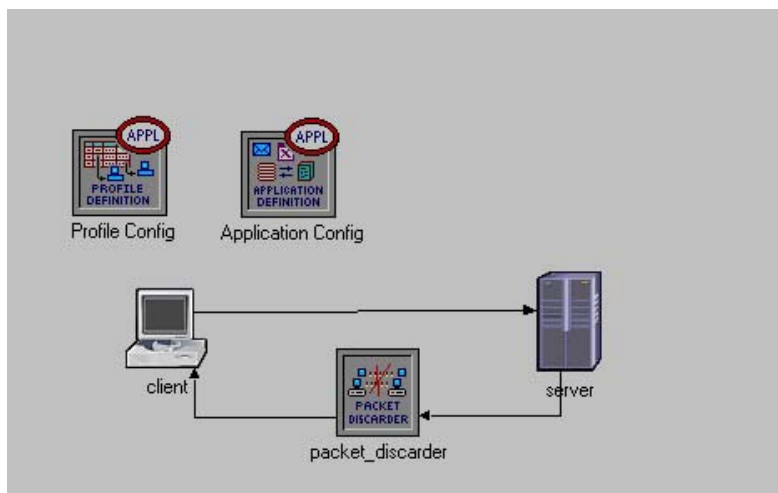 APPL
PROFILE
DEFINITION
Profile Config
APPL
APPLICATION
DEFINITION
Application Config
client
server
PACKET
DISCARDER
packet_discarder